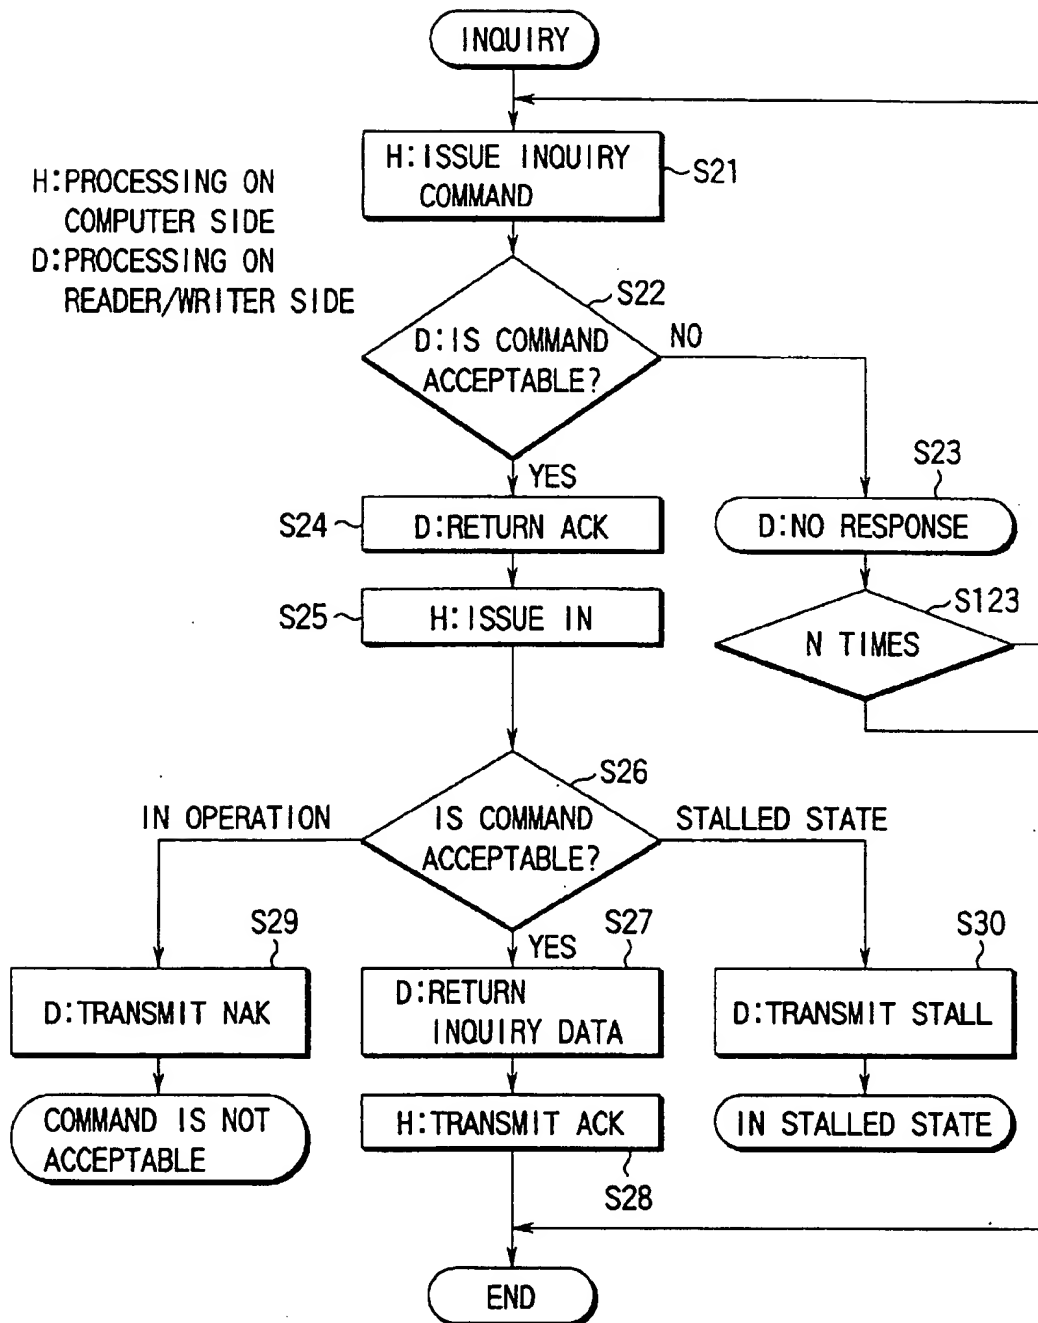 INQUIRY
H:ISSUE INQUIRY
COMMAND
S21
H:PROCESSING ON
COMPUTER SIDE
D:PROCESSING ON
READER/WRITER SIDE
S22
D:IS COMMAND
ACCEPTABLE?
NO
YES
S23
S24
D:RETURN ACK
D:NO RESPONSE
S25
H:ISSUE IN
S123
N TIMES
S26
IN OPERATION
IS COMMAND
ACCEPTABLE?
STALLED STATE
S29
YES
S27
S30
D:TRANSMIT NAK
D:RETURN
INQUIRY DATA
D:TRANSMIT STALL
COMMAND IS NOT
ACCEPTABLE
H:TRANSMIT ACK
IN STALLED STATE
S28
END